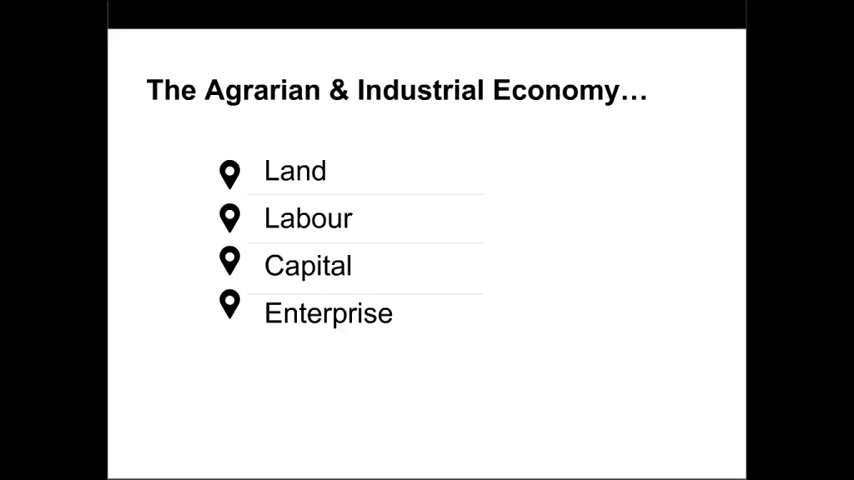 The Agrarian & Industrial Economy…
Land
Labour
Capital
Enterprise